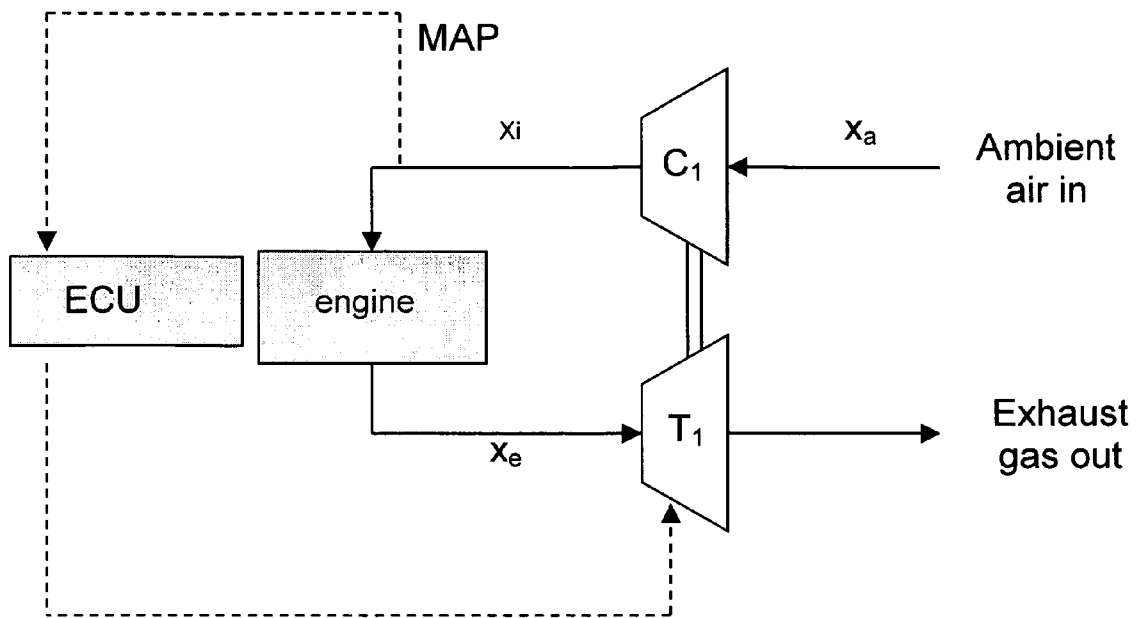 MAP
xi
xₐ
C₁
Ambient
air in
ECU
engine
T₁
xₑ
Exhaust
gas out